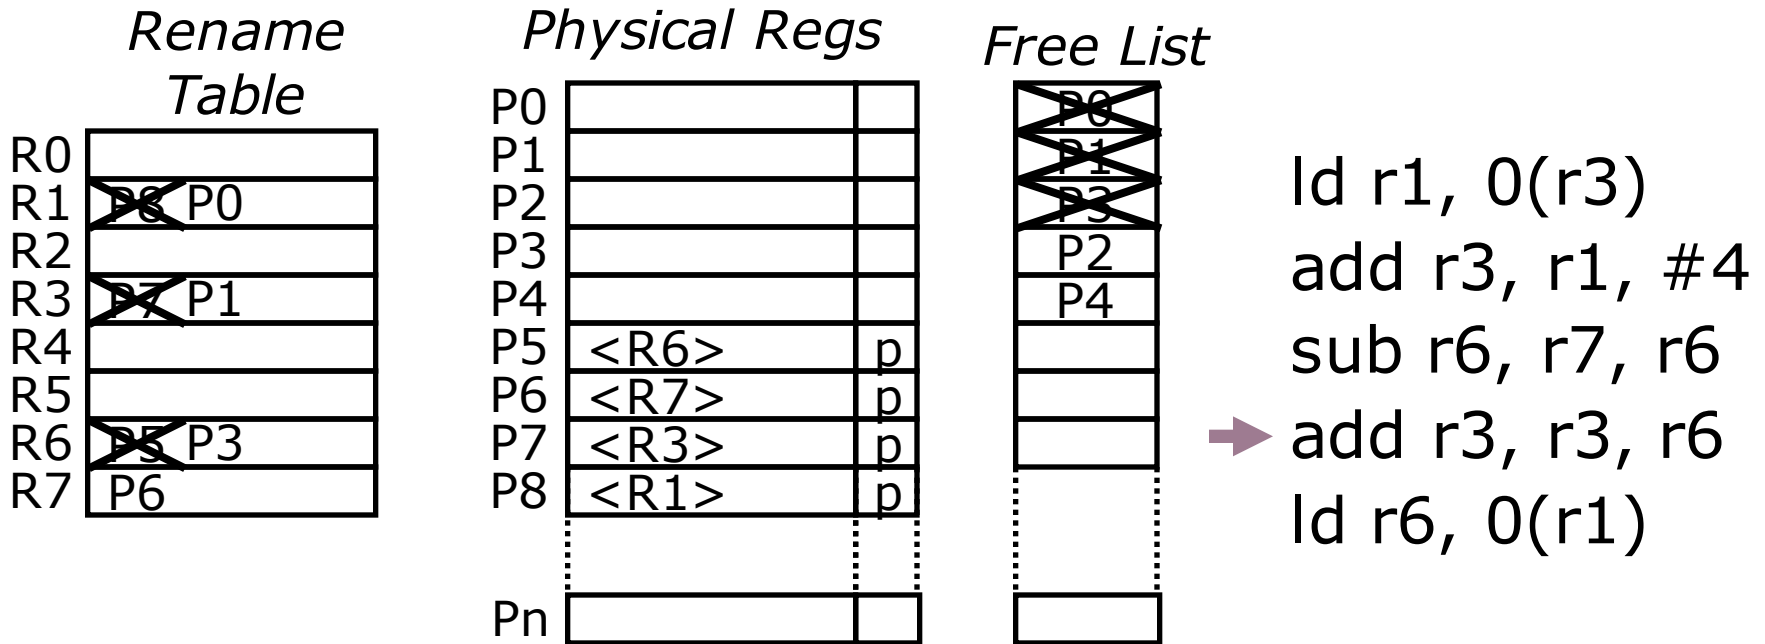 Rename
Table
R0
R1 P8 P0
R2
R3 P7 P1
R4
R5
R6 P5 P3
R7 P6
Physical Regs
P0
P1
P2
P3
P4
P5 <R6> p
P6 <R7> p
P7 <R3> p
P8 <R1> p
Pn
Free List
P0
P1
P3
P2
P4
ld r1, 0(r3)
add r3, r1, #4
sub r6, r7, r6
add r3, r3, r6
ld r6, 0(r1)